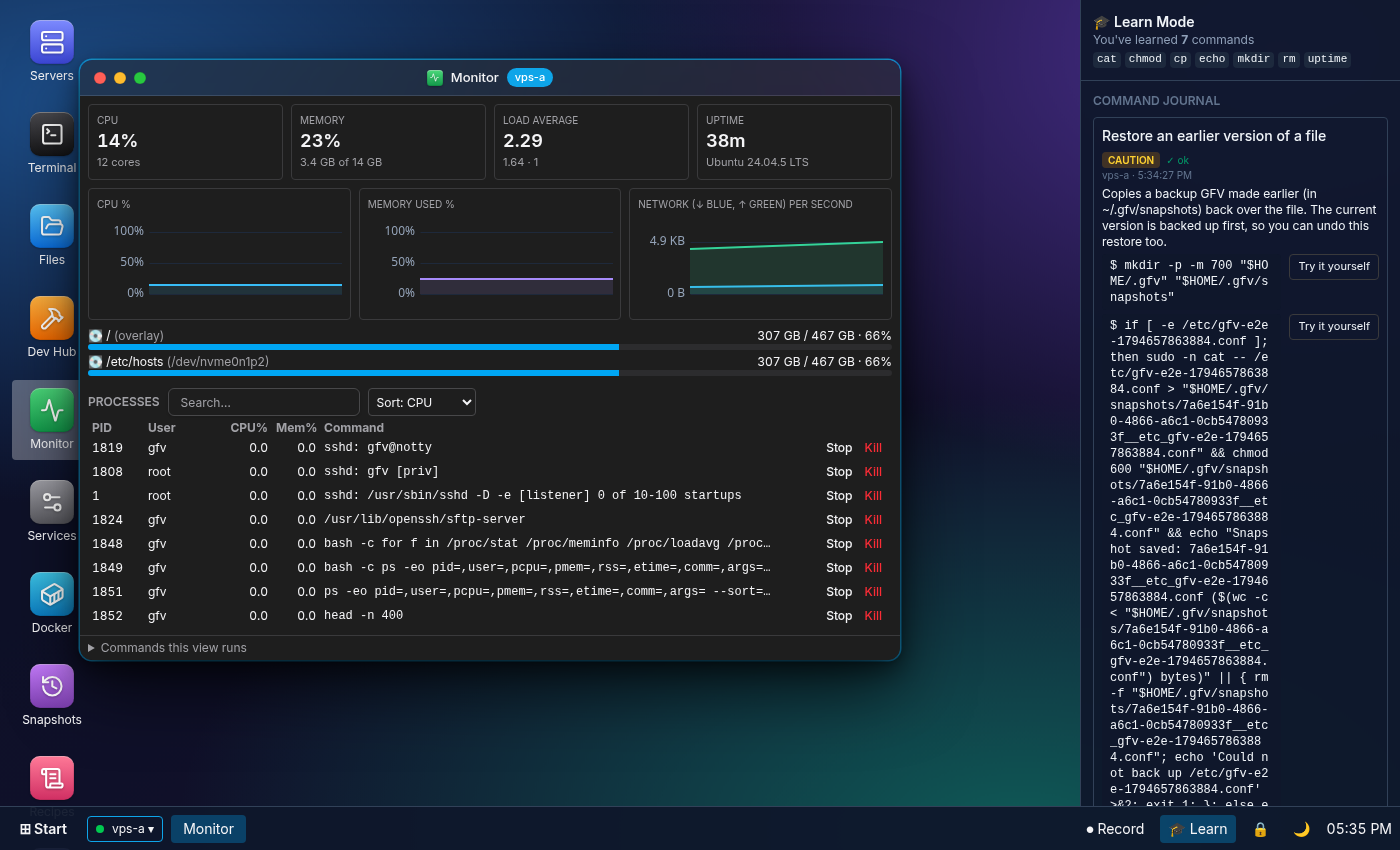 Servers
Terminal
Files
Dev Hub
Monitor
Services
Docker
Snapshots
Recipes
Monitor vps-a
CPU
14%
12 cores
MEMORY
23%
3.4 GB of 14 GB
LOAD AVERAGE
2.29
1.64 · 1
UPTIME
38m
Ubuntu 24.04.5 LTS
CPU %
100%
50%
0%
MEMORY USED %
100%
50%
0%
NETWORK (↓ BLUE, ↑ GREEN) PER SECOND
4.9 KB
0 B
/ (overlay) 307 GB / 467 GB · 66%
/etc/hosts (/dev/nvme0n1p2) 307 GB / 467 GB · 66%
PROCESSES Search... Sort: CPU
PID User CPU% Mem% Command
1819 gfv 0.0 0.0 sshd: gfv@notty Stop Kill
1808 root 0.0 0.0 sshd: gfv [priv] Stop Kill
1 root 0.0 0.0 sshd: /usr/sbin/sshd -D -e [listener] 0 of 10-100 startups Stop Kill
1824 gfv 0.0 0.0 /usr/lib/openssh/sftp-server Stop Kill
1848 gfv 0.0 0.0 bash -c for f in /proc/stat /proc/meminfo /proc/loadavg /proc… Stop Kill
1849 gfv 0.0 0.0 bash -c ps -eo pid=,user=,pcpu=,pmem=,rss=,etime=,comm=,args=… Stop Kill
1851 gfv 0.0 0.0 ps -eo pid=,user=,pcpu=,pmem=,rss=,etime=,comm=,args= --sort=… Stop Kill
1852 gfv 0.0 0.0 head -n 400 Stop Kill
▶ Commands this view runs
🎓 Learn Mode
You've learned 7 commands
cat chmod cp echo mkdir rm uptime
COMMAND JOURNAL
Restore an earlier version of a file
CAUTION ✓ ok
vps-a · 5:34:27 PM
Copies a backup GFV made earlier (in
~/.gfv/snapshots) back over the file. The current
version is backed up first, so you can undo this
restore too.
$ mkdir -p -m 700 "$HO
ME/.gfv" "$HOME/.gfv/s
napshots"
Try it yourself
$ if [ -e /etc/gfv-e2e
-1794657863884.conf ];
then sudo -n cat -- /e
tc/gfv-e2e-17946578638
84.conf > "$HOME/.gfv/
snapshots/7a6e154f-91b
0-4866-a6c1-0cb5478093
3f__etc_gfv-e2e-179465
7863884.conf" && chmod
600 "$HOME/.gfv/snapsh
ots/7a6e154f-91b0-4866
-a6c1-0cb54780933f__et
c_gfv-e2e-179465786388
4.conf" && echo "Snaps
hot saved: 7a6e154f-91
b0-4866-a6c1-0cb547809
33f__etc_gfv-e2e-17946
57863884.conf ($(wc -c
< "$HOME/.gfv/snapshot
s/7a6e154f-91b0-4866-a
6c1-0cb54780933f__etc_
gfv-e2e-1794657863884.
conf") bytes)" || { rm
-f "$HOME/.gfv/snapsho
ts/7a6e154f-91b0-4866-
a6c1-0cb54780933f__etc
_gfv-e2e-179465786388
4.conf"; echo 'Could n
ot back up /etc/gfv-e2
e-1794657863884.conf'
>&2; exit 1; }; else e
Try it yourself
⊞ Start vps-a ▾ Monitor ● Record 🎓 Learn 05:35 PM